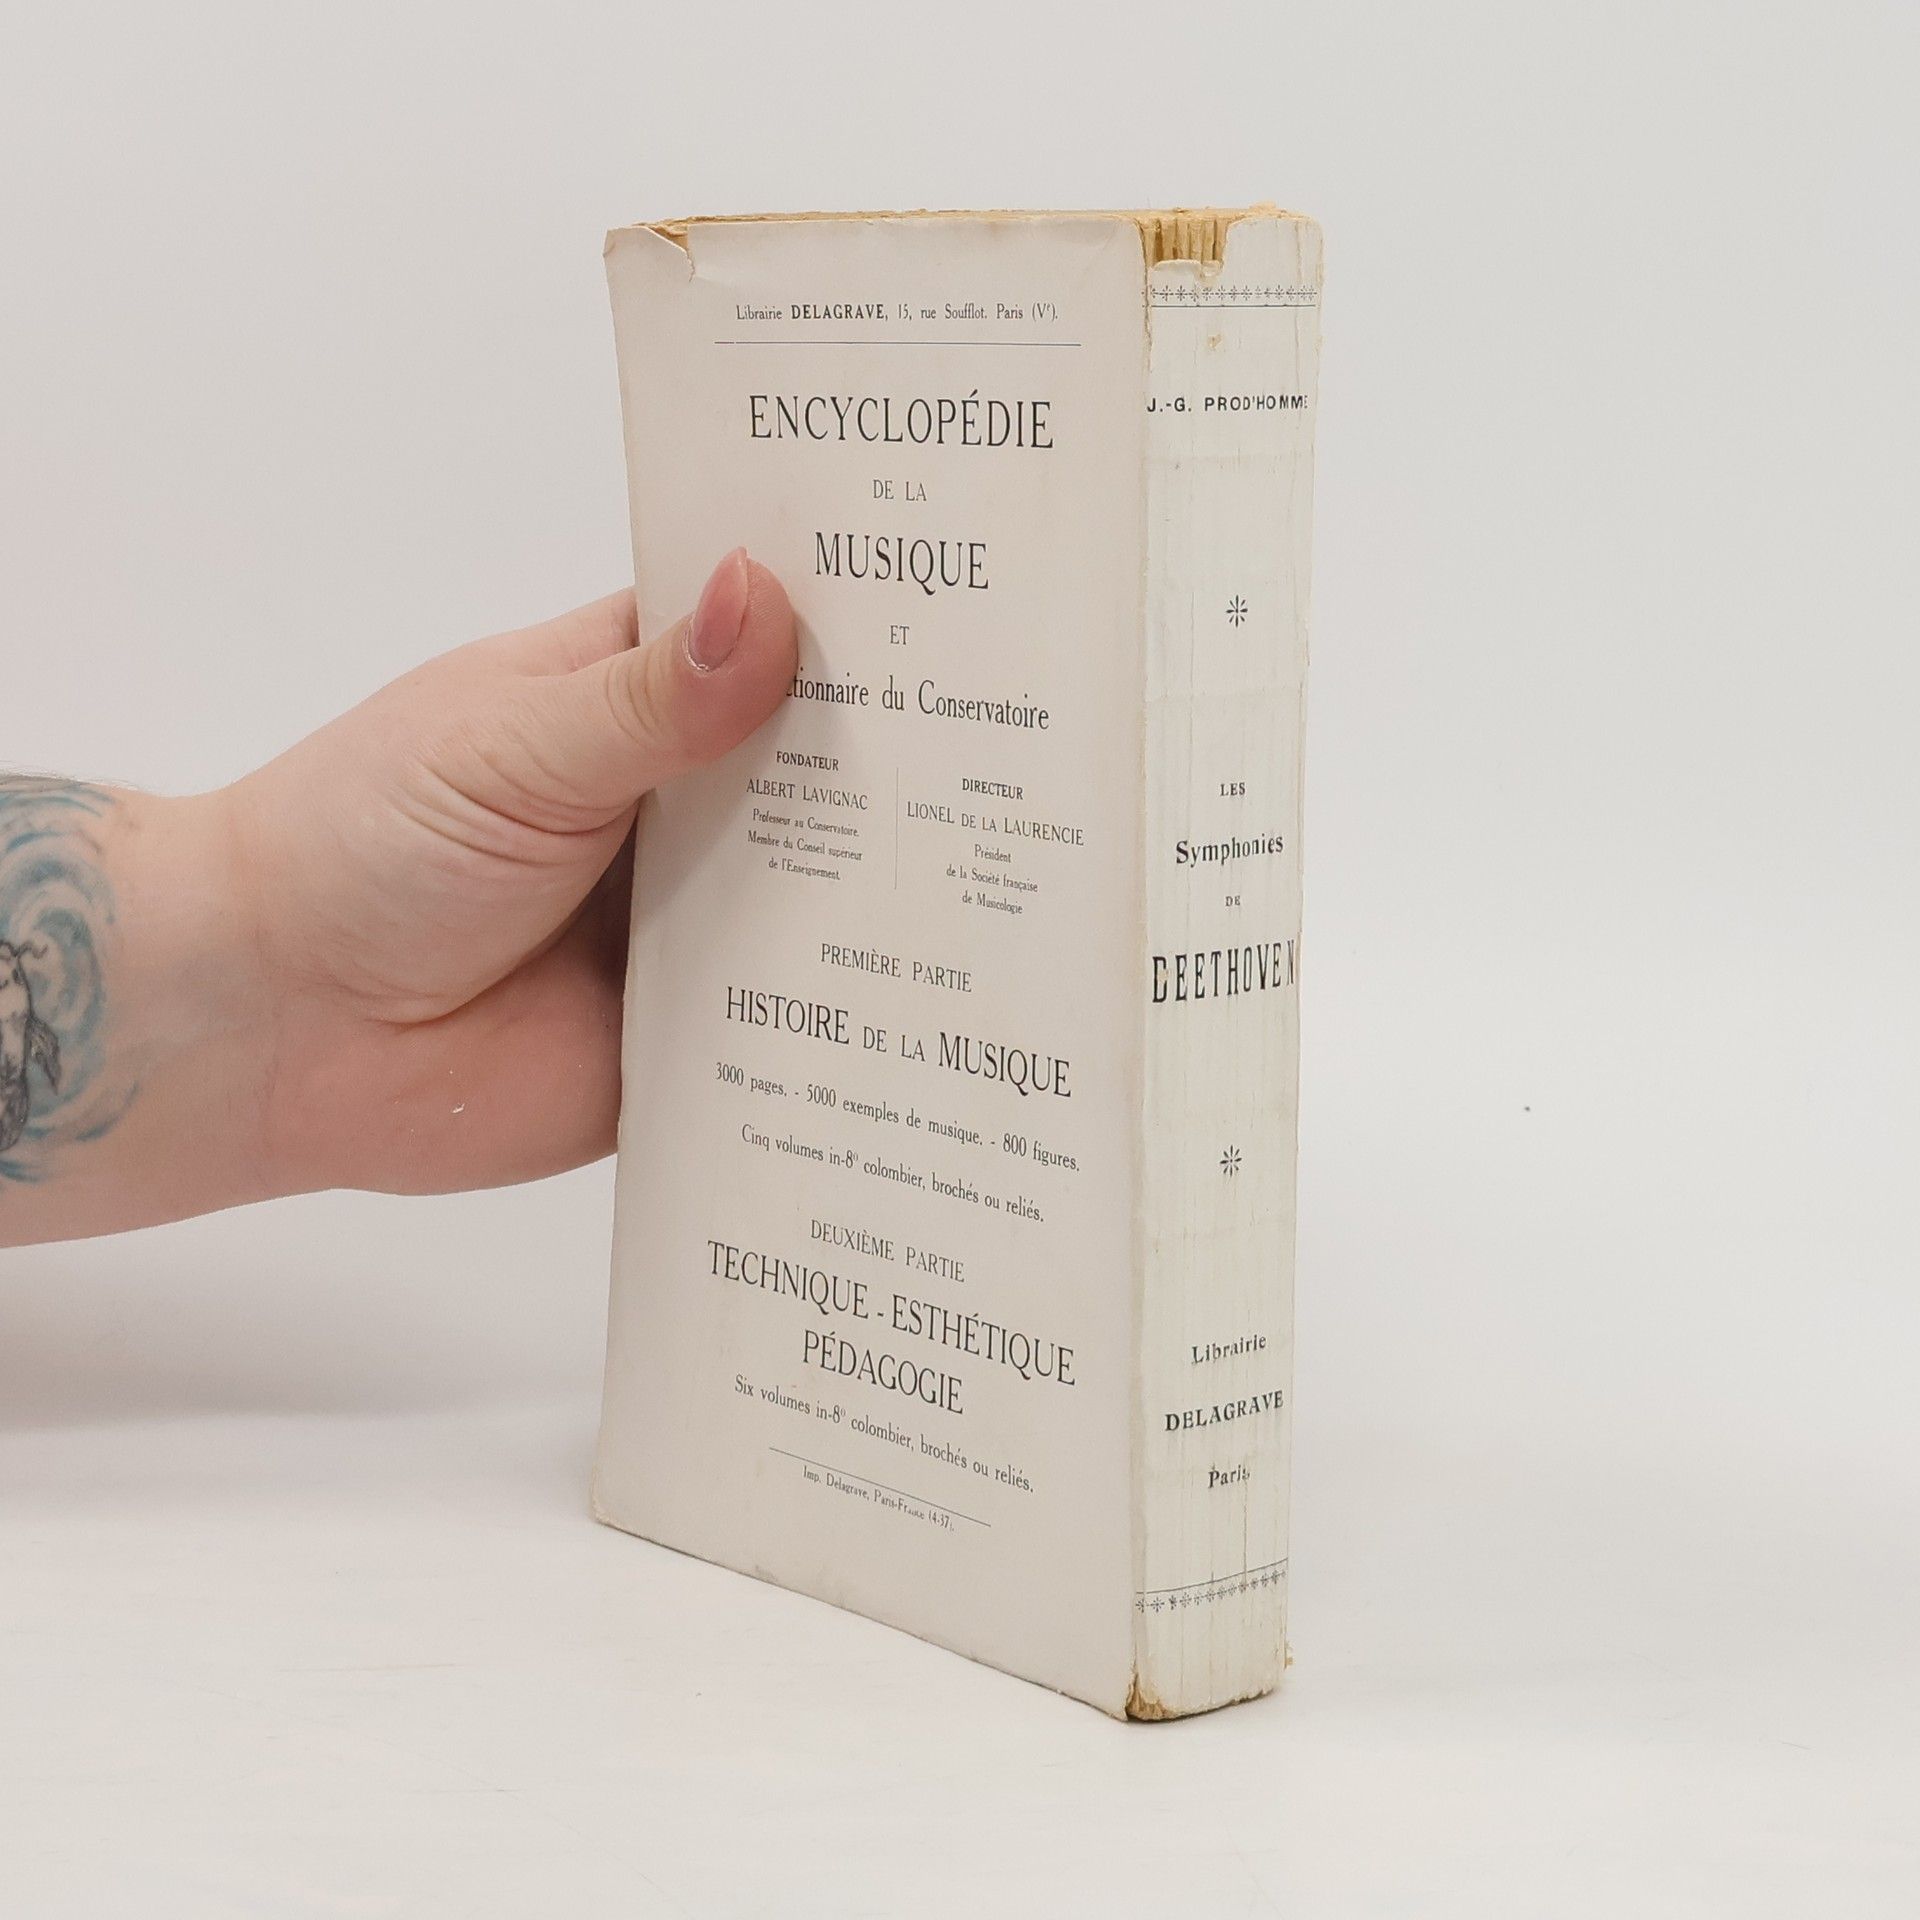 Librairie DELAGRAVE, 15, rue Soufflot. Paris (Vᵉ).
ENCYCLOPÉDIE
DE LA
MUSIQUE
ET
ctionnaire du Conservatoire
FONDATEUR
ALBERT LAVIGNAC
Professeur au Conservatoire.
Membre du Conseil supérieur
de l'Enseignement.
DIRECTEUR
LIONEL DE LA LAURENCIE
Président
de la Société française
de Musicologie
PREMIÈRE PARTIE
HISTOIRE DE LA MUSIQUE
3000 pages. - 5000 exemples de musique. - 800 figures.
Cinq volumes in-8º colombier, brochés ou reliés.
DEUXIÈME PARTIE
TECHNIQUE - ESTHÉTIQUE
PÉDAGOGIE
Six volumes in-8º colombier, brochés ou reliés.
Imp. Delagrave, Paris-France (4-37).
J.-G. PROD'HOMME
LES
Symphonies
DE
BEETHOVEN
Librairie
DELAGRAVE
Paris